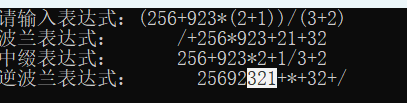 请输入表达式：(256+923*(2+1))/(3+2)
波兰表达式：     /+256*923+21+32
中缀表达式：     256+923*2+1/3+2
逆波兰表达式：     25692321+*+32+/